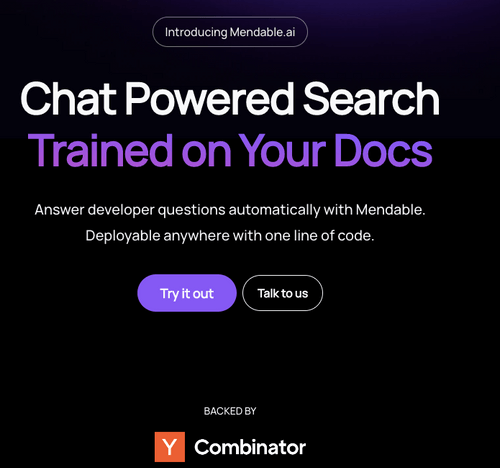 Introducing Mendable.ai
Chat Powered Search
Trained on Your Docs
Answer developer questions automatically with Mendable.
Deployable anywhere with one line of code.
Try it out Talk to us
BACKED BY
Y Combinator